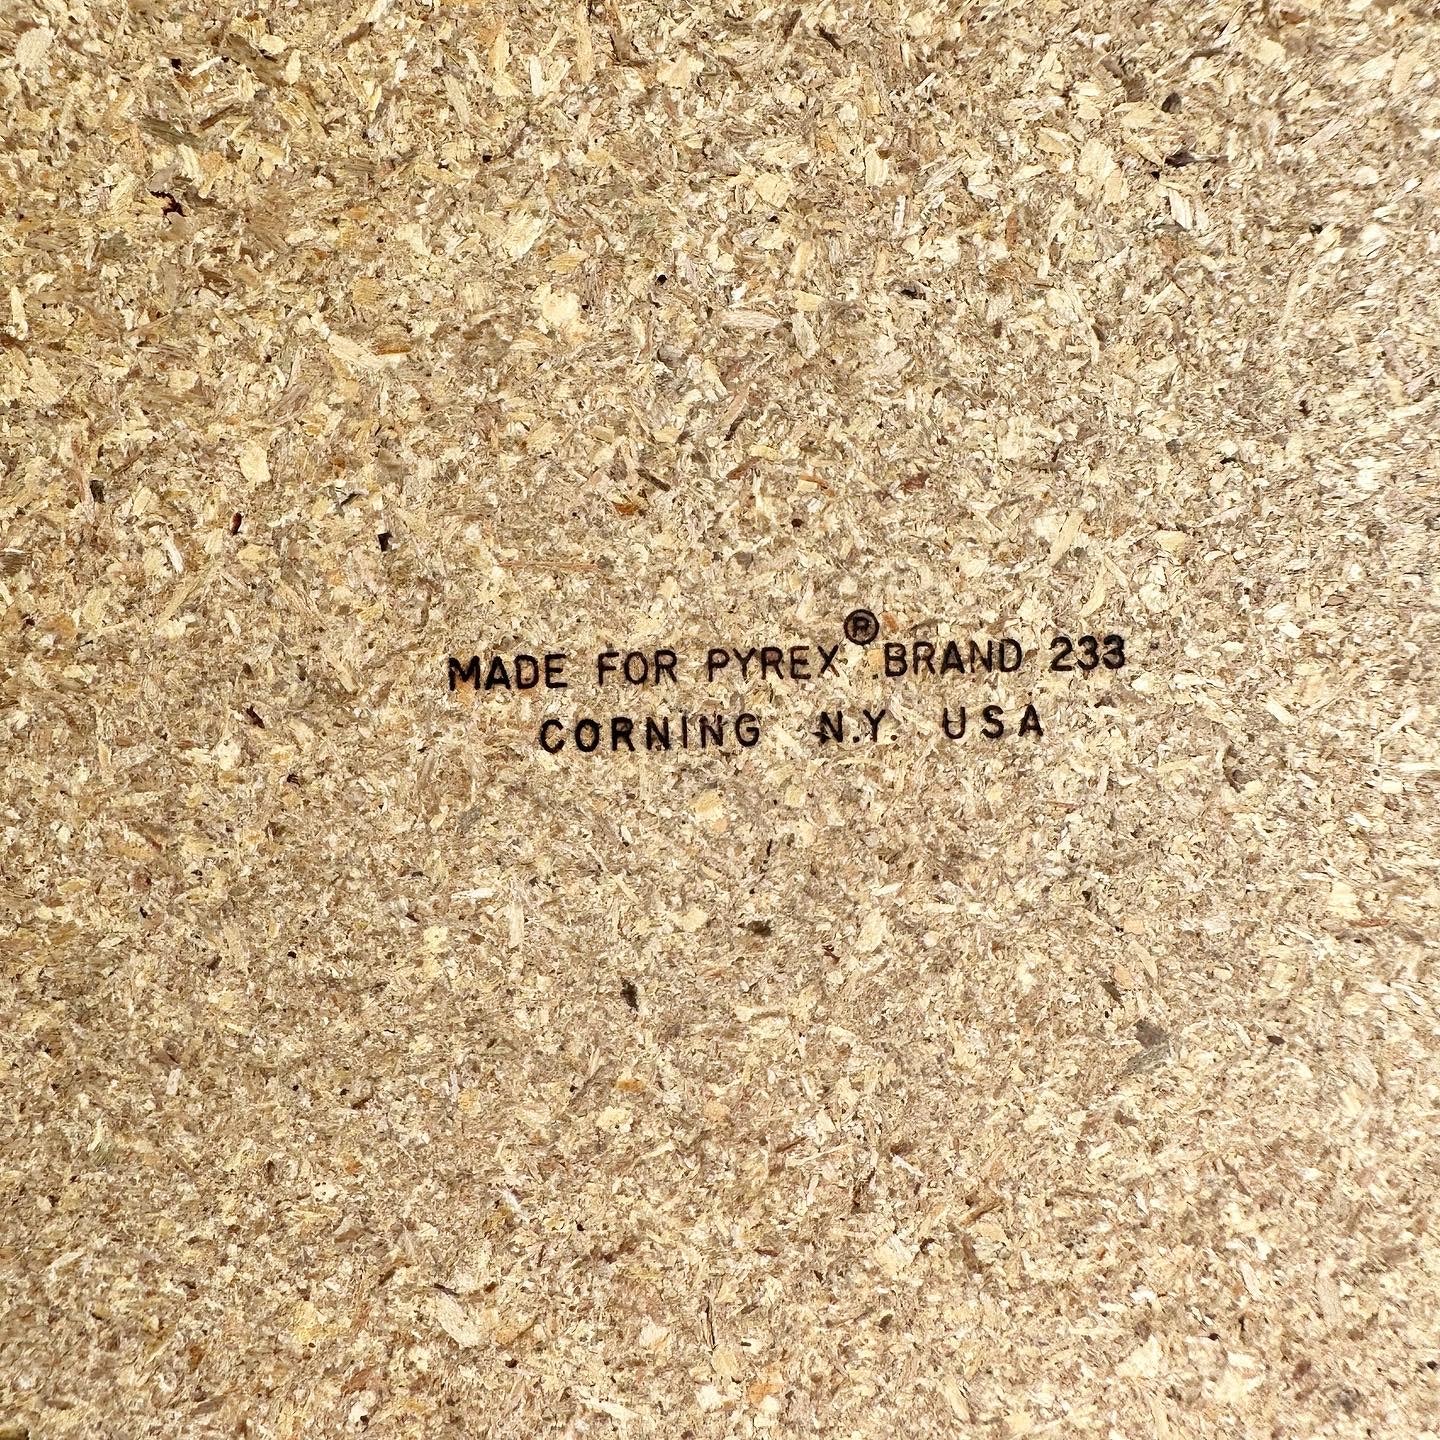 MADE FOR PYREX® BRAND 233
CORNING N.Y. USA